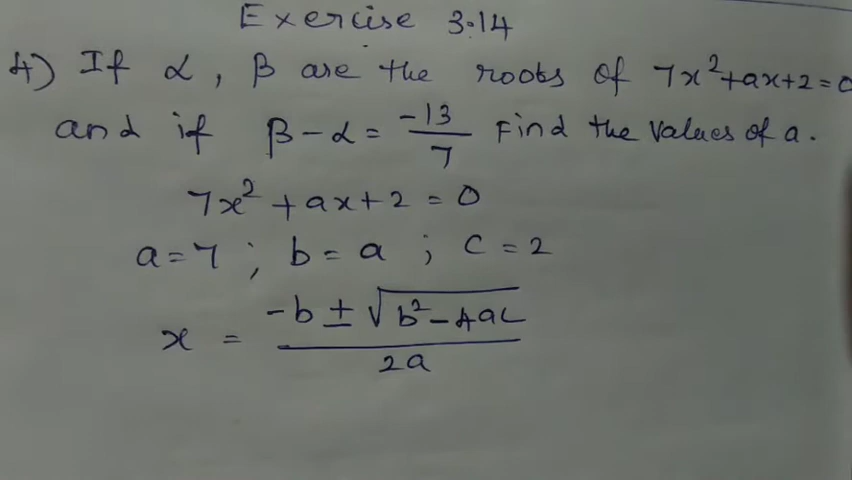 Exercise 3.14
4) If α, β are the roots of 7x²+ax+2=0
and if β-α = -13/7 Find the values of a.
7x²+ax+2=0
a=7 ; b=a ; c=2
x = -b ± √b²-4ac / 2a